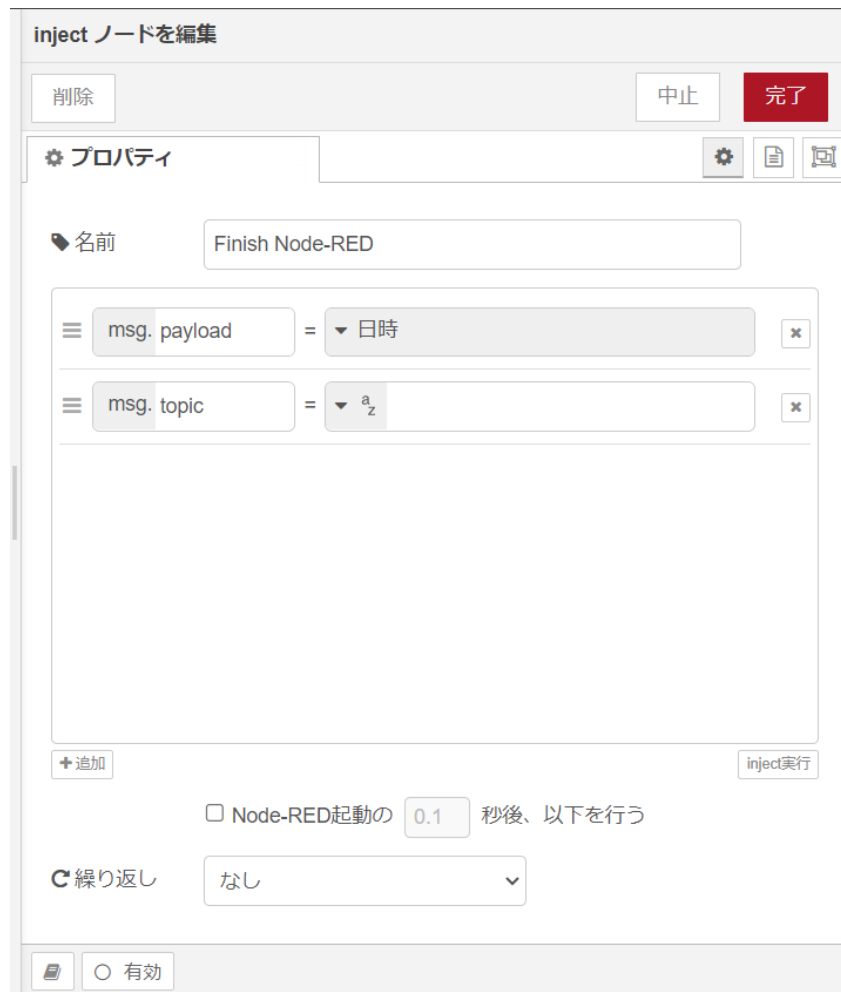 inject ノードを編集
削除 中止 完了
プロパティ
名前 Finish Node-RED
msg. payload = 日時
msg. topic = az
追加 inject実行
Node-RED起動の 0.1 秒後、以下を行う
繰り返し なし
有効